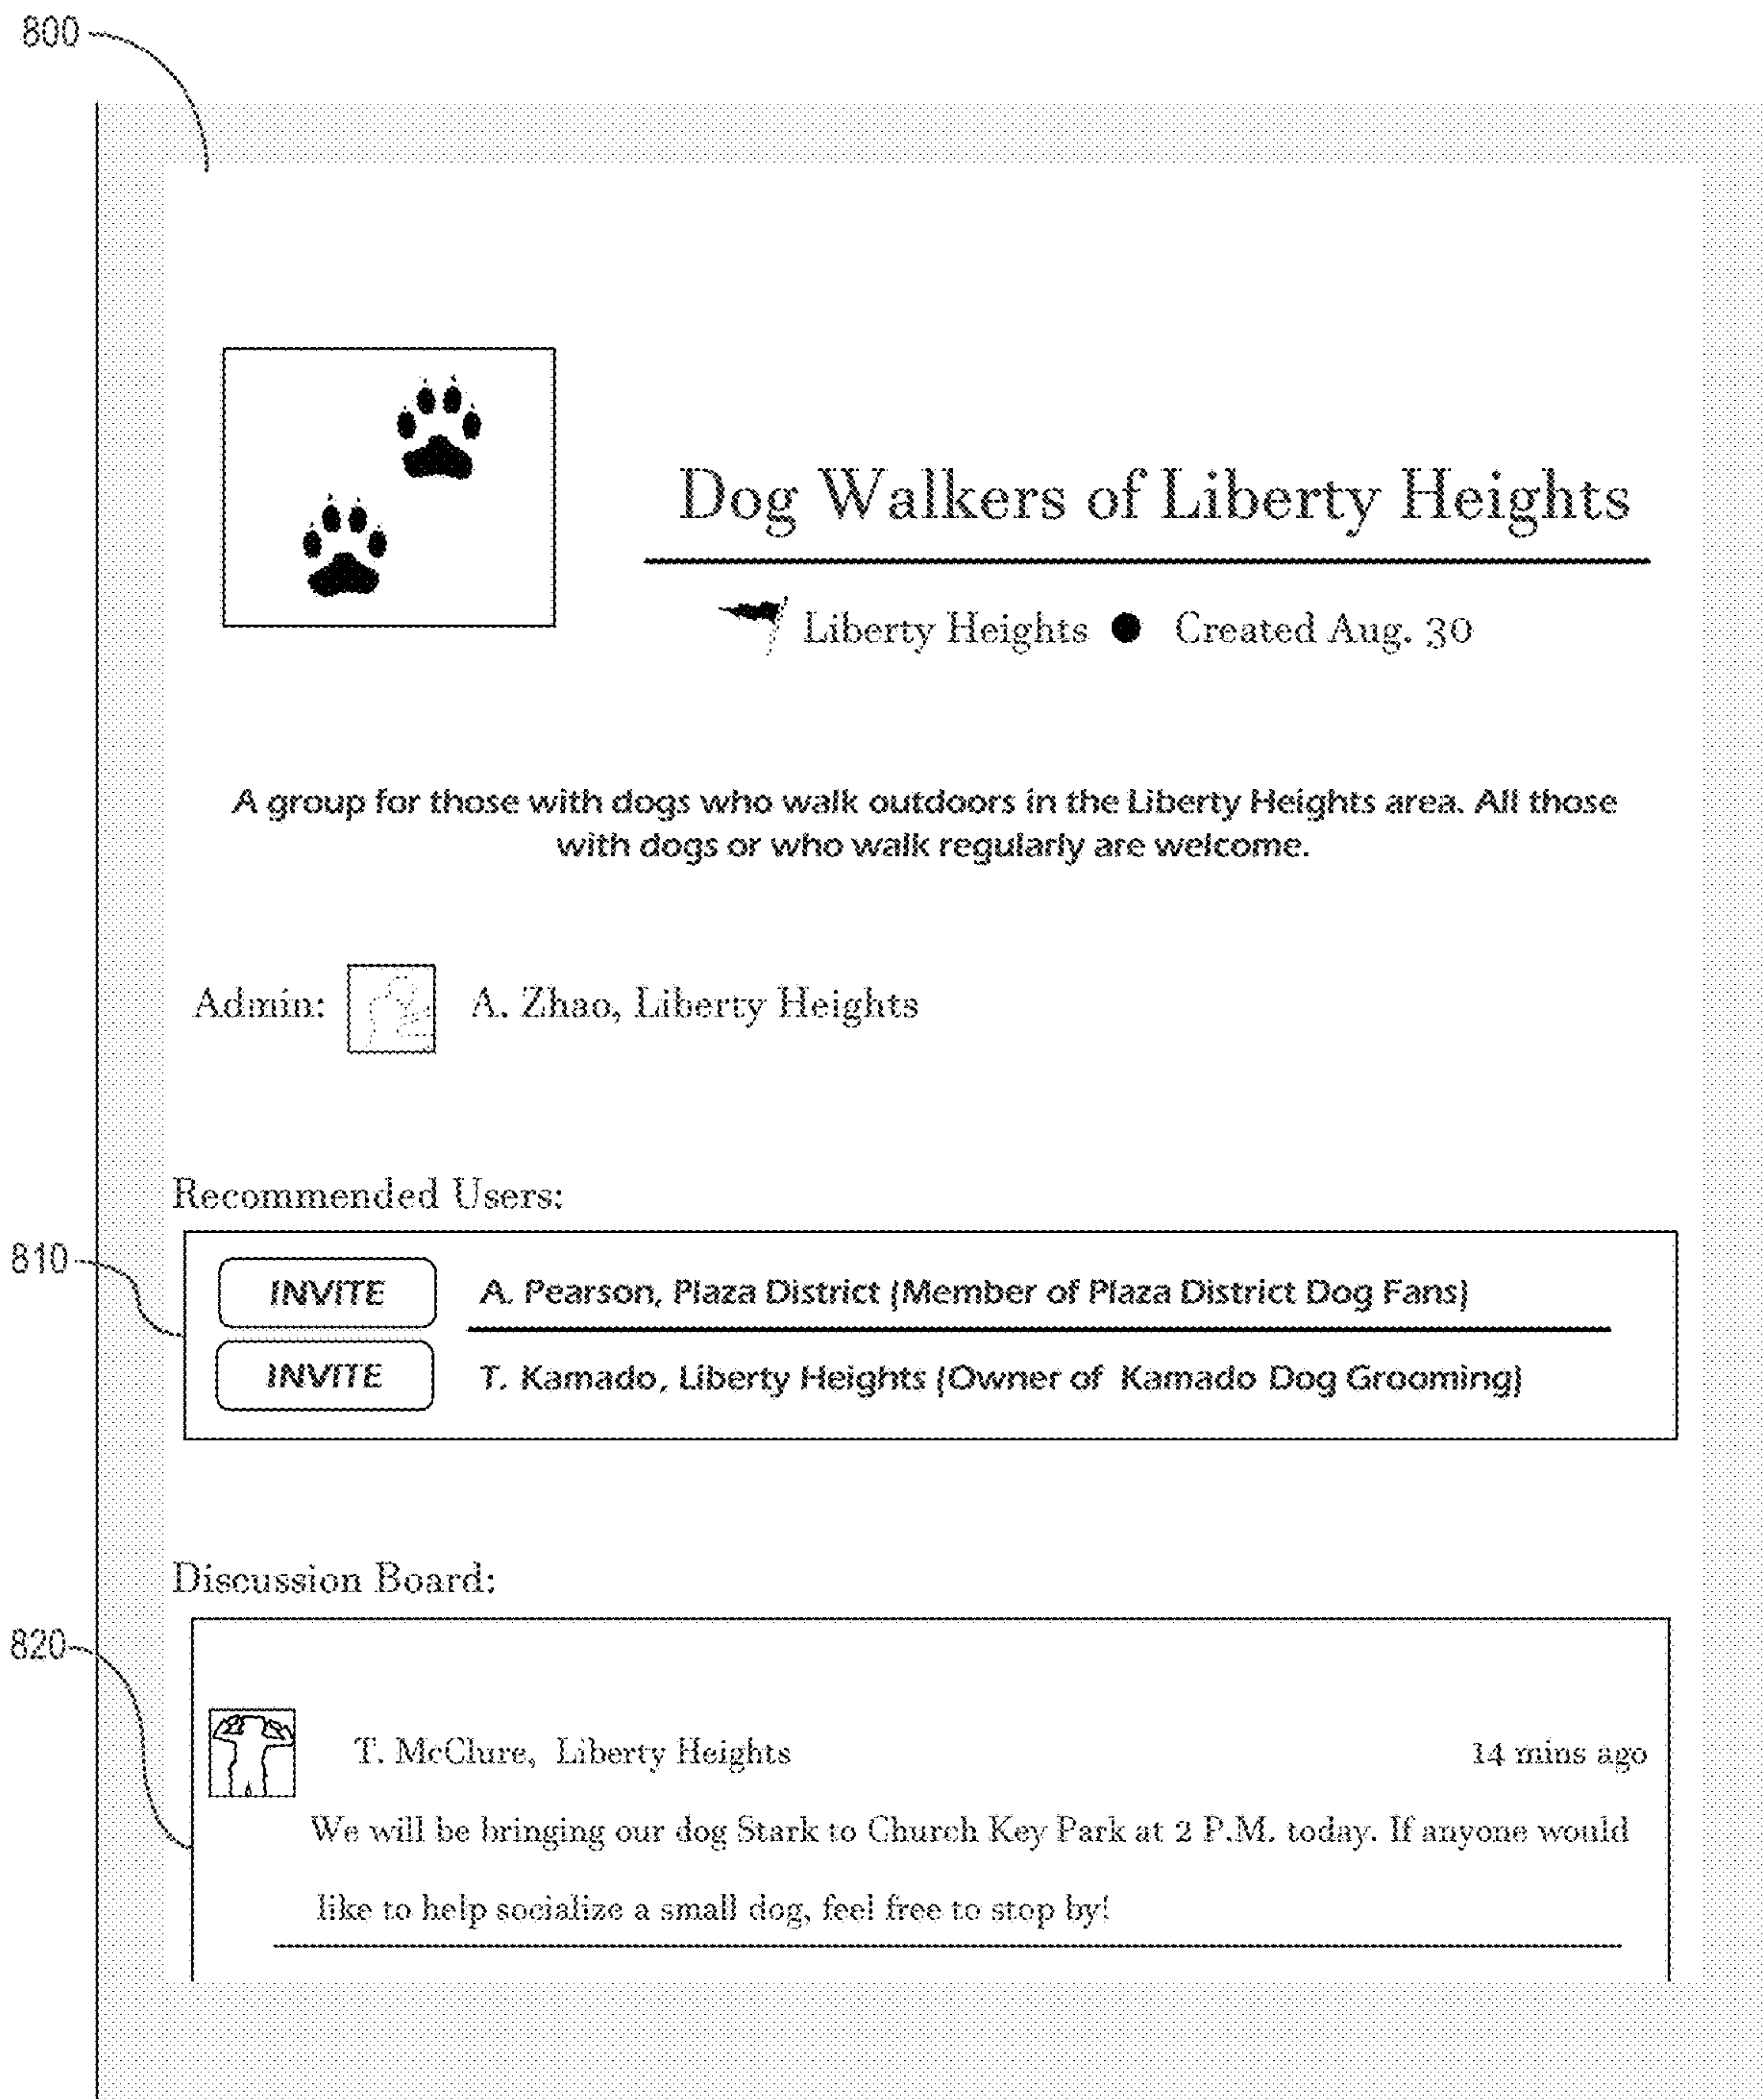 800
Dog Walkers of Liberty Heights
Liberty Heights ● Created Aug. 30
A group for those with dogs who walk outdoors in the Liberty Heights area. All those
with dogs or who walk regularly are welcome.
Admin: A. Zhao, Liberty Heights
Recommended Users:
810
INVITE A. Pearson, Plaza District (Member of Plaza District Dog Fans)
INVITE T. Kamado, Liberty Heights (Owner of Kamado Dog Grooming)
Discussion Board:
820
T. McClure, Liberty Heights 14 mins ago
We will be bringing our dog Stark to Church Key Park at 2 P.M. today. If anyone would
like to help socialize a small dog, feel free to stop by!